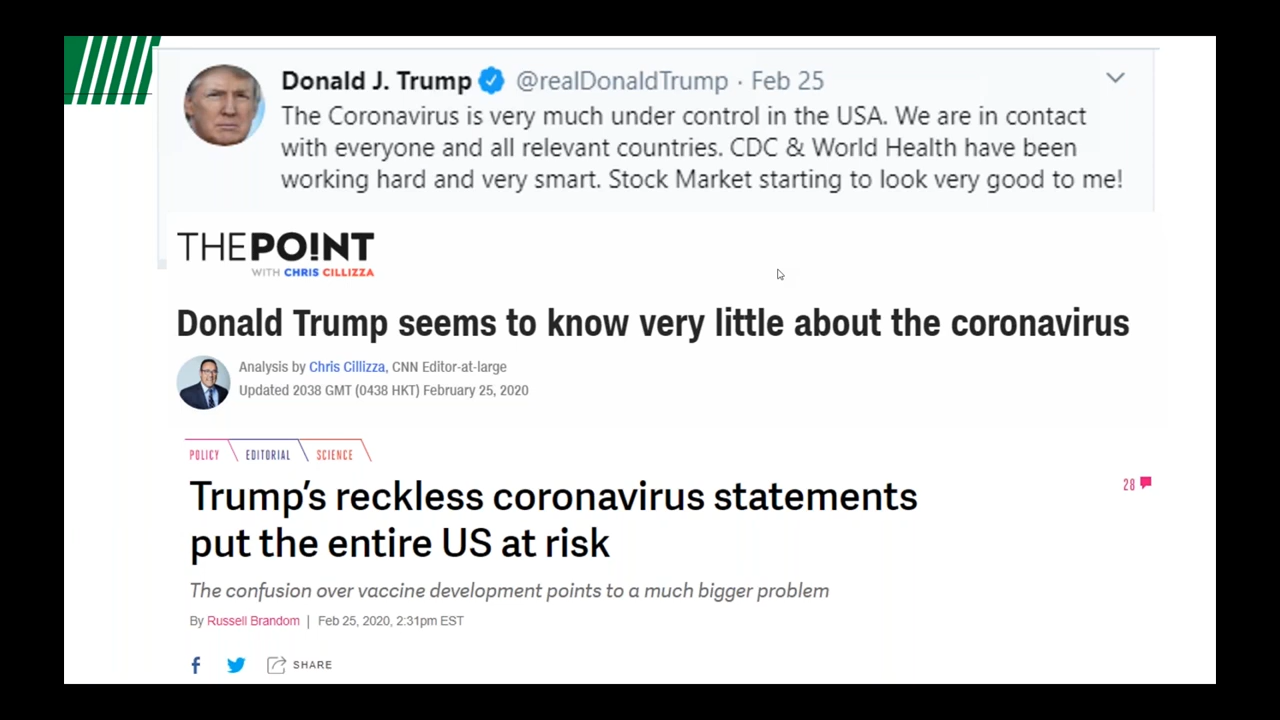 Donald J. Trump @realDonaldTrump · Feb 25
The Coronavirus is very much under control in the USA. We are in contact
with everyone and all relevant countries. CDC & World Health have been
working hard and very smart. Stock Market starting to look very good to me!
THE PO!NT
WITH CHRIS CILLIZZA
Donald Trump seems to know very little about the coronavirus
Analysis by Chris Cillizza, CNN Editor-at-large
Updated 2038 GMT (0438 HKT) February 25, 2020
POLICY EDITORIAL SCIENCE
Trump's reckless coronavirus statements
put the entire US at risk
28
The confusion over vaccine development points to a much bigger problem
By Russell Brandom | Feb 25, 2020, 2:31pm EST
SHARE